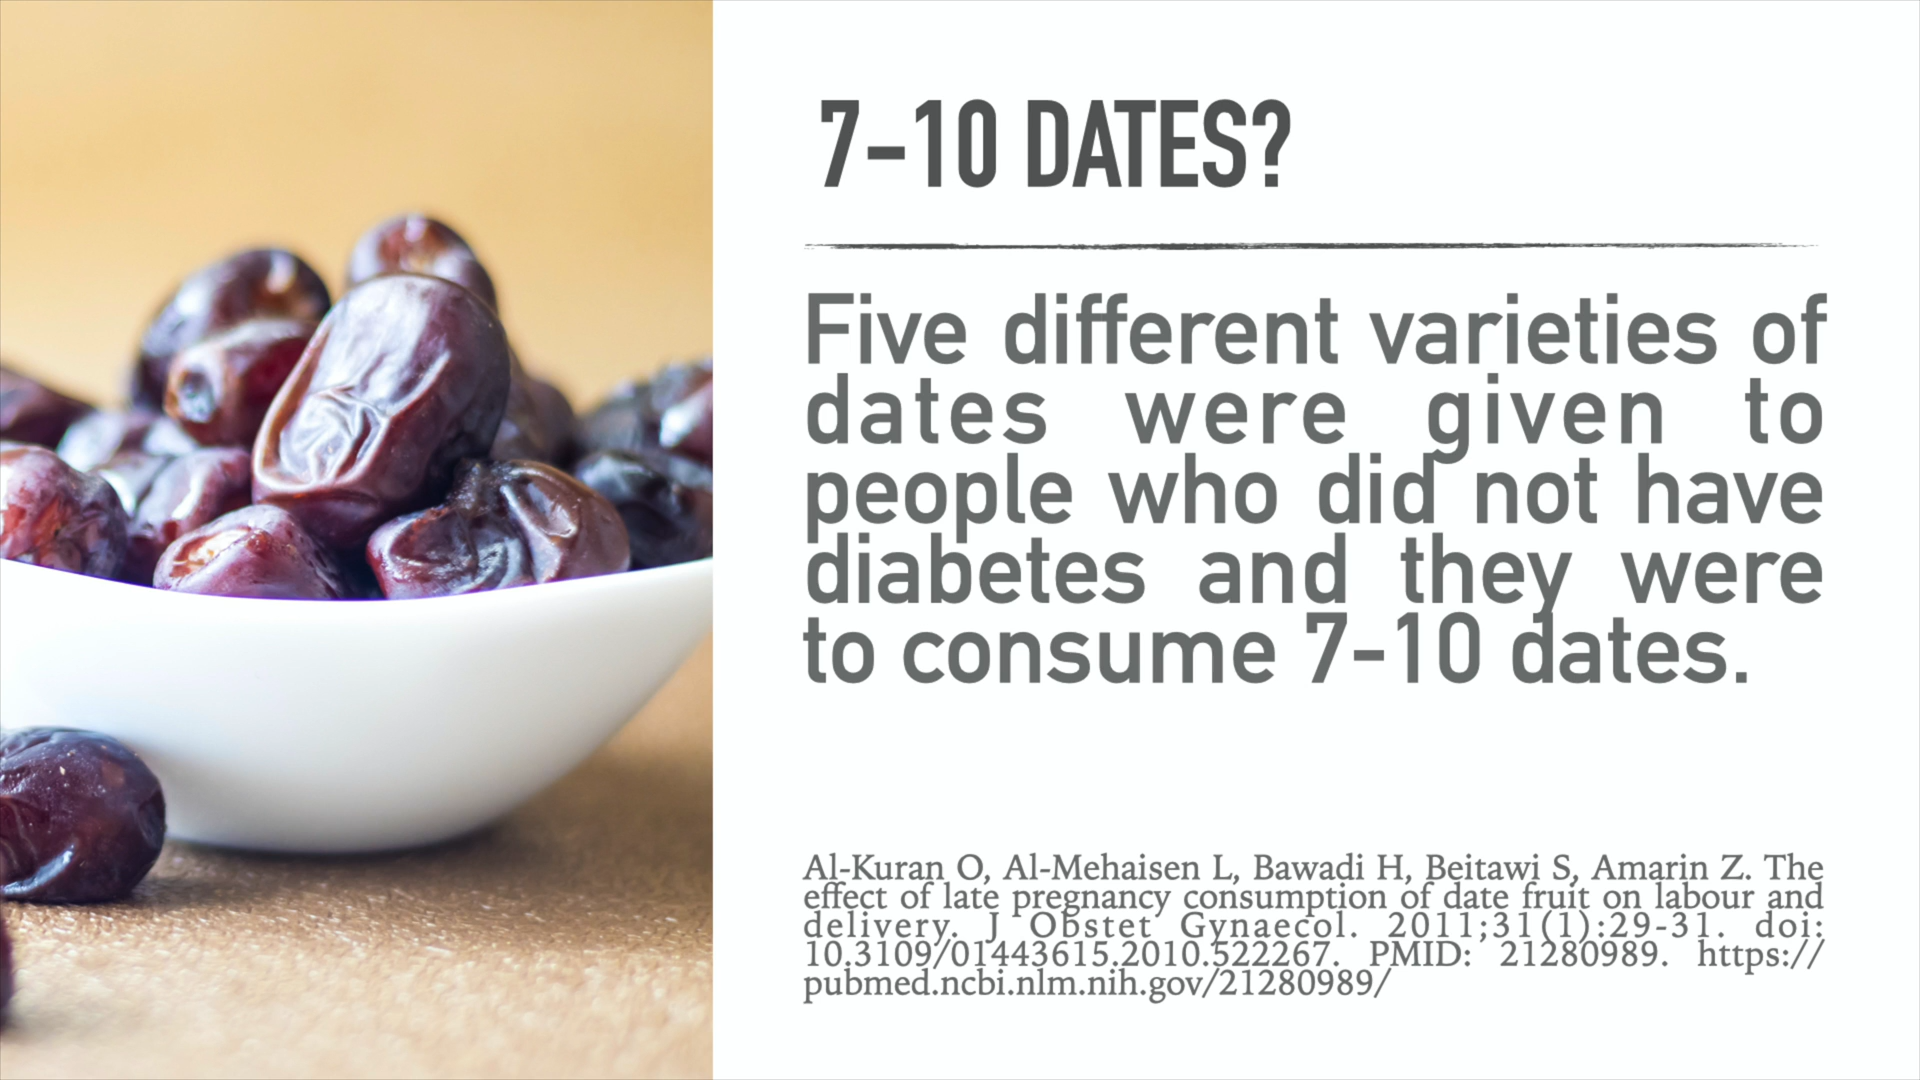 7-10 DATES?
Five different varieties of
dates were given to
people who did not have
diabetes and they were
to consume 7-10 dates.
Al-Kuran O, Al-Mehaisen L, Bawadi H, Beitawi S, Amarin Z. The
effect of late pregnancy consumption of date fruit on labour and
delivery. J Obstet Gynaecol. 2011;31(1):29-31. doi:
10.3109/01443615.2010.522267. PMID: 21280989. https://
pubmed.ncbi.nlm.nih.gov/21280989/